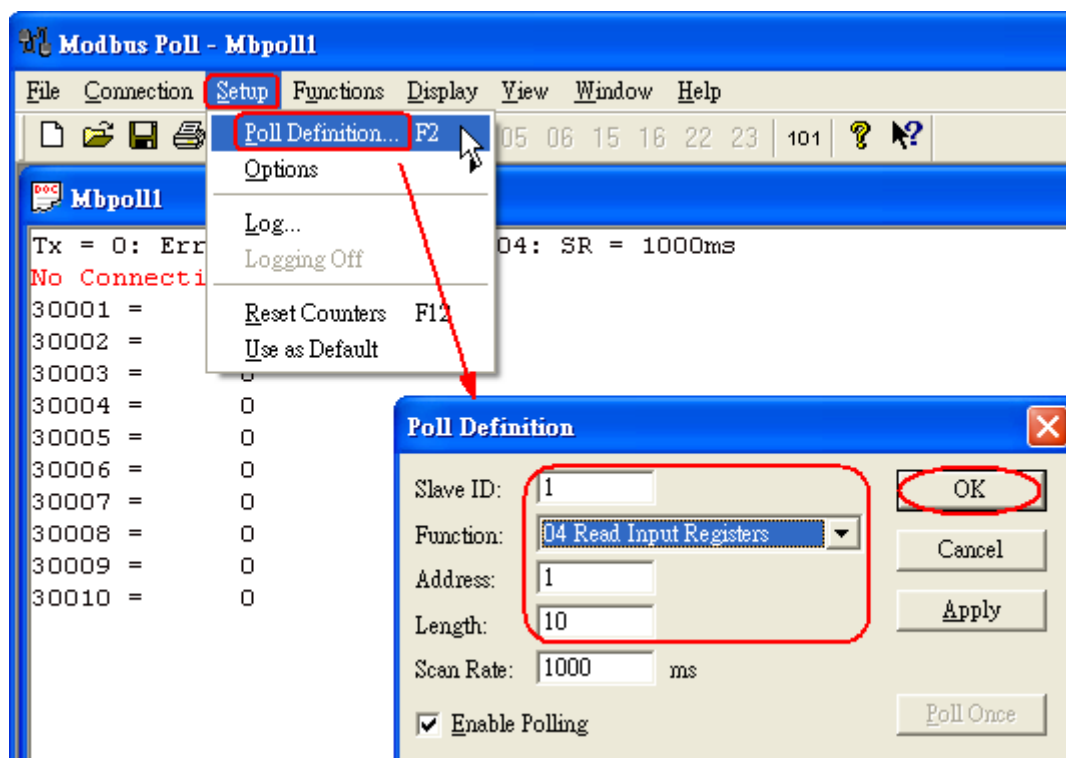 Modbus Poll - Mbpoll1
File Connection Setup Functions Display View Window Help
Poll Definition... F2
05 06 15 16 22 23 101
Options
Log...
Logging Off
Reset Counters F12
Use as Default
DOC
Mbpoll1
Tx = 0: Err 04: SR = 1000ms
No Connecti
30001 =
30002 =
30003 = 0
30004 = 0
30005 = 0
30006 = 0
30007 = 0
30008 = 0
30009 = 0
30010 = 0
Poll Definition
Slave ID: 1
OK
Function: 04 Read Input Registers
Cancel
Address: 1
Apply
Length: 10
Scan Rate: 1000 ms
Enable Polling
Poll Once